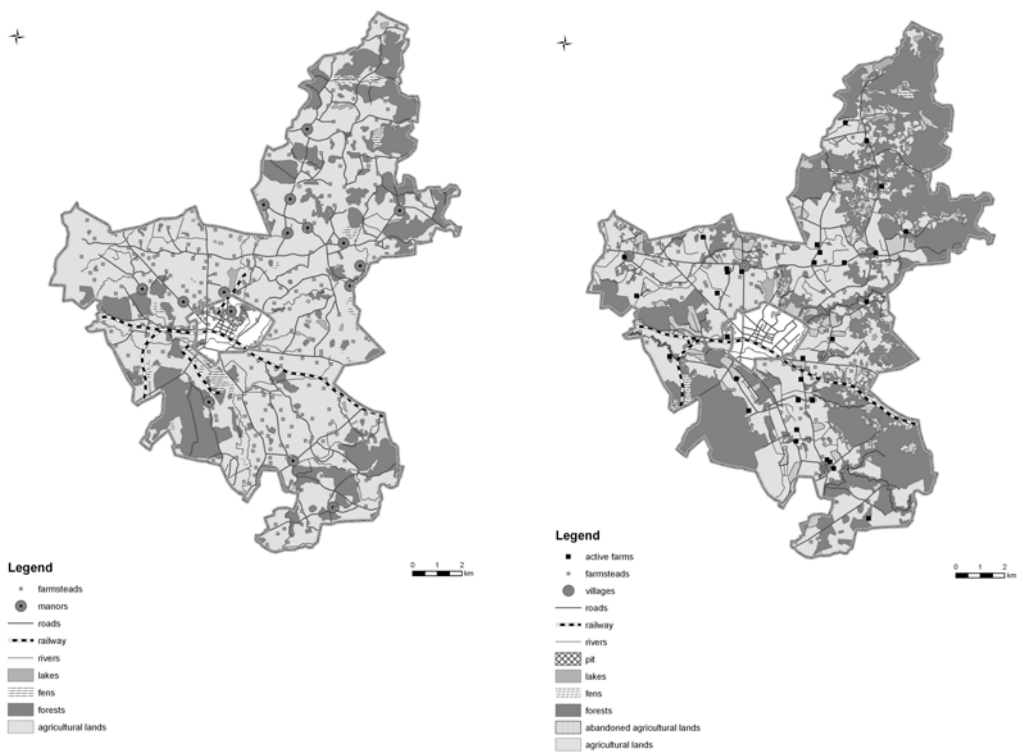 Legend
farmsteads
manors
roads
railway
rivers
lakes
fens
forests
agricultural lands
0 1 2
km
Legend
active farms
farmsteads
villages
roads
railway
rivers
pit
lakes
fens
forests
abandoned agricultural lands
agricultural lands
0 1 2
km